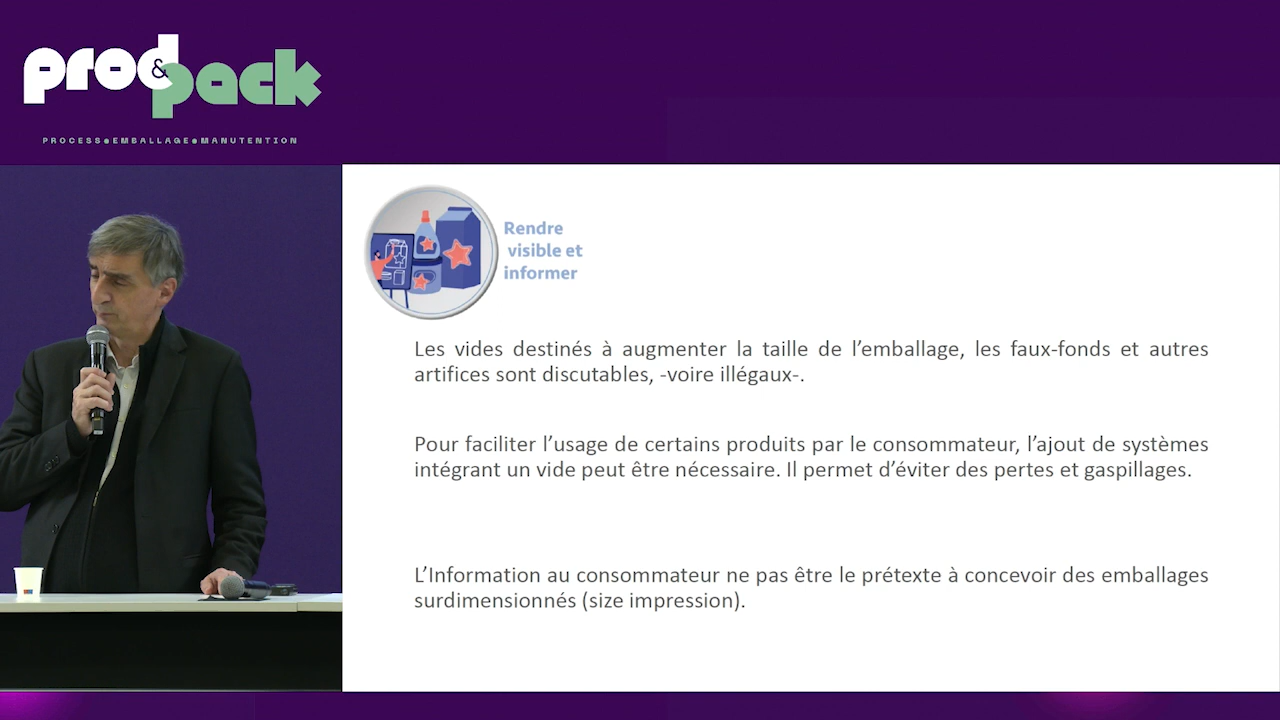 prod&pack
PROCESS●EMBALLAGE●MANUTENTION
Rendre
visible et
informer
Les vides destinés à augmenter la taille de l’emballage, les faux-fonds et autres
artifices sont discutables, -voire illégaux-.
Pour faciliter l’usage de certains produits par le consommateur, l’ajout de systèmes
intégrant un vide peut être nécessaire. Il permet d’éviter des pertes et gaspillages.
L’Information au consommateur ne pas être le prétexte à concevoir des emballages
surdimensionnés (size impression).